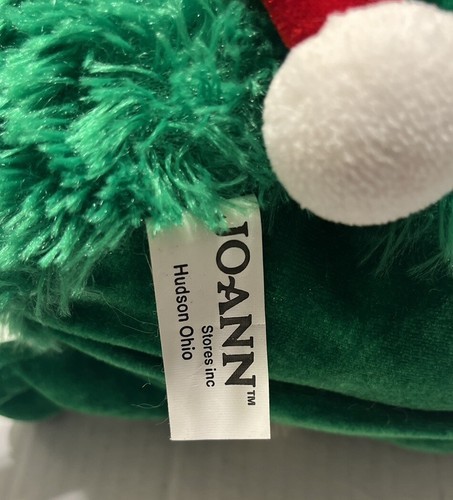 JOANN™
Stores inc
Hudson Ohio